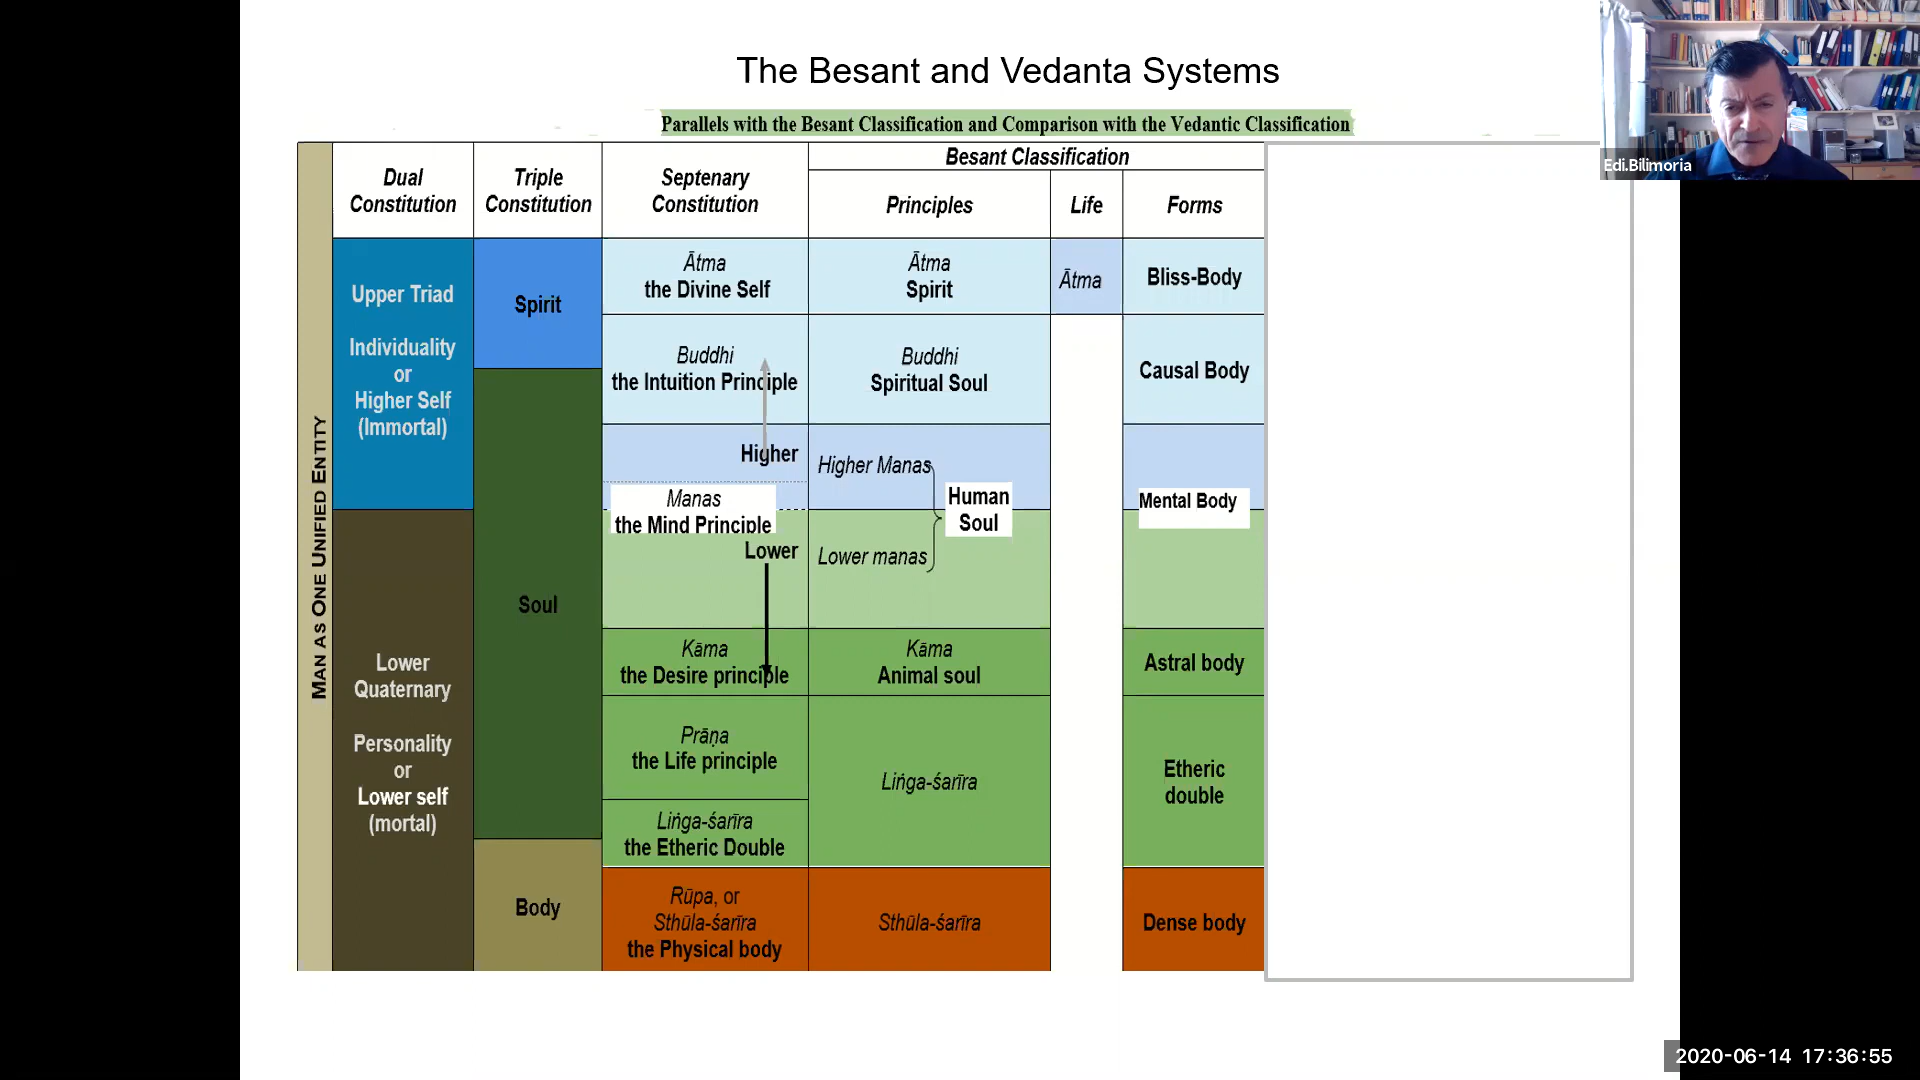 The Besant and Vedanta Systems
Parallels with the Besant Classification and Comparison with the Vedantic Classification
Edi.Bilimoria
MAN AS ONE UNIFIED ENTITY
Dual
Constitution
Triple
Constitution
Septenary
Constitution
Besant Classification
Principles
Life
Forms
Upper Triad
Individuality
or
Higher Self
(Immortal)
Lower
Quaternary
Personality
or
Lower self
(mortal)
Spirit
Soul
Body
Ātma
the Divine Self
Buddhi
the Intuition Principle
Higher
Manas
the Mind Principle
Lower
Kāma
the Desire principle
Prāṇa
the Life principle
Liṅga-śarīra
the Etheric Double
Rūpa, or
Sthūla-śarīra
the Physical body
Ātma
Spirit
Buddhi
Spiritual Soul
Higher Manas
Human
Soul
Lower manas
Kāma
Animal soul
Liṅga-śarīra
Sthūla-śarīra
Ātma
Bliss-Body
Causal Body
Mental Body
Astral body
Etheric
double
Dense body
2020-06-14 17:36:55